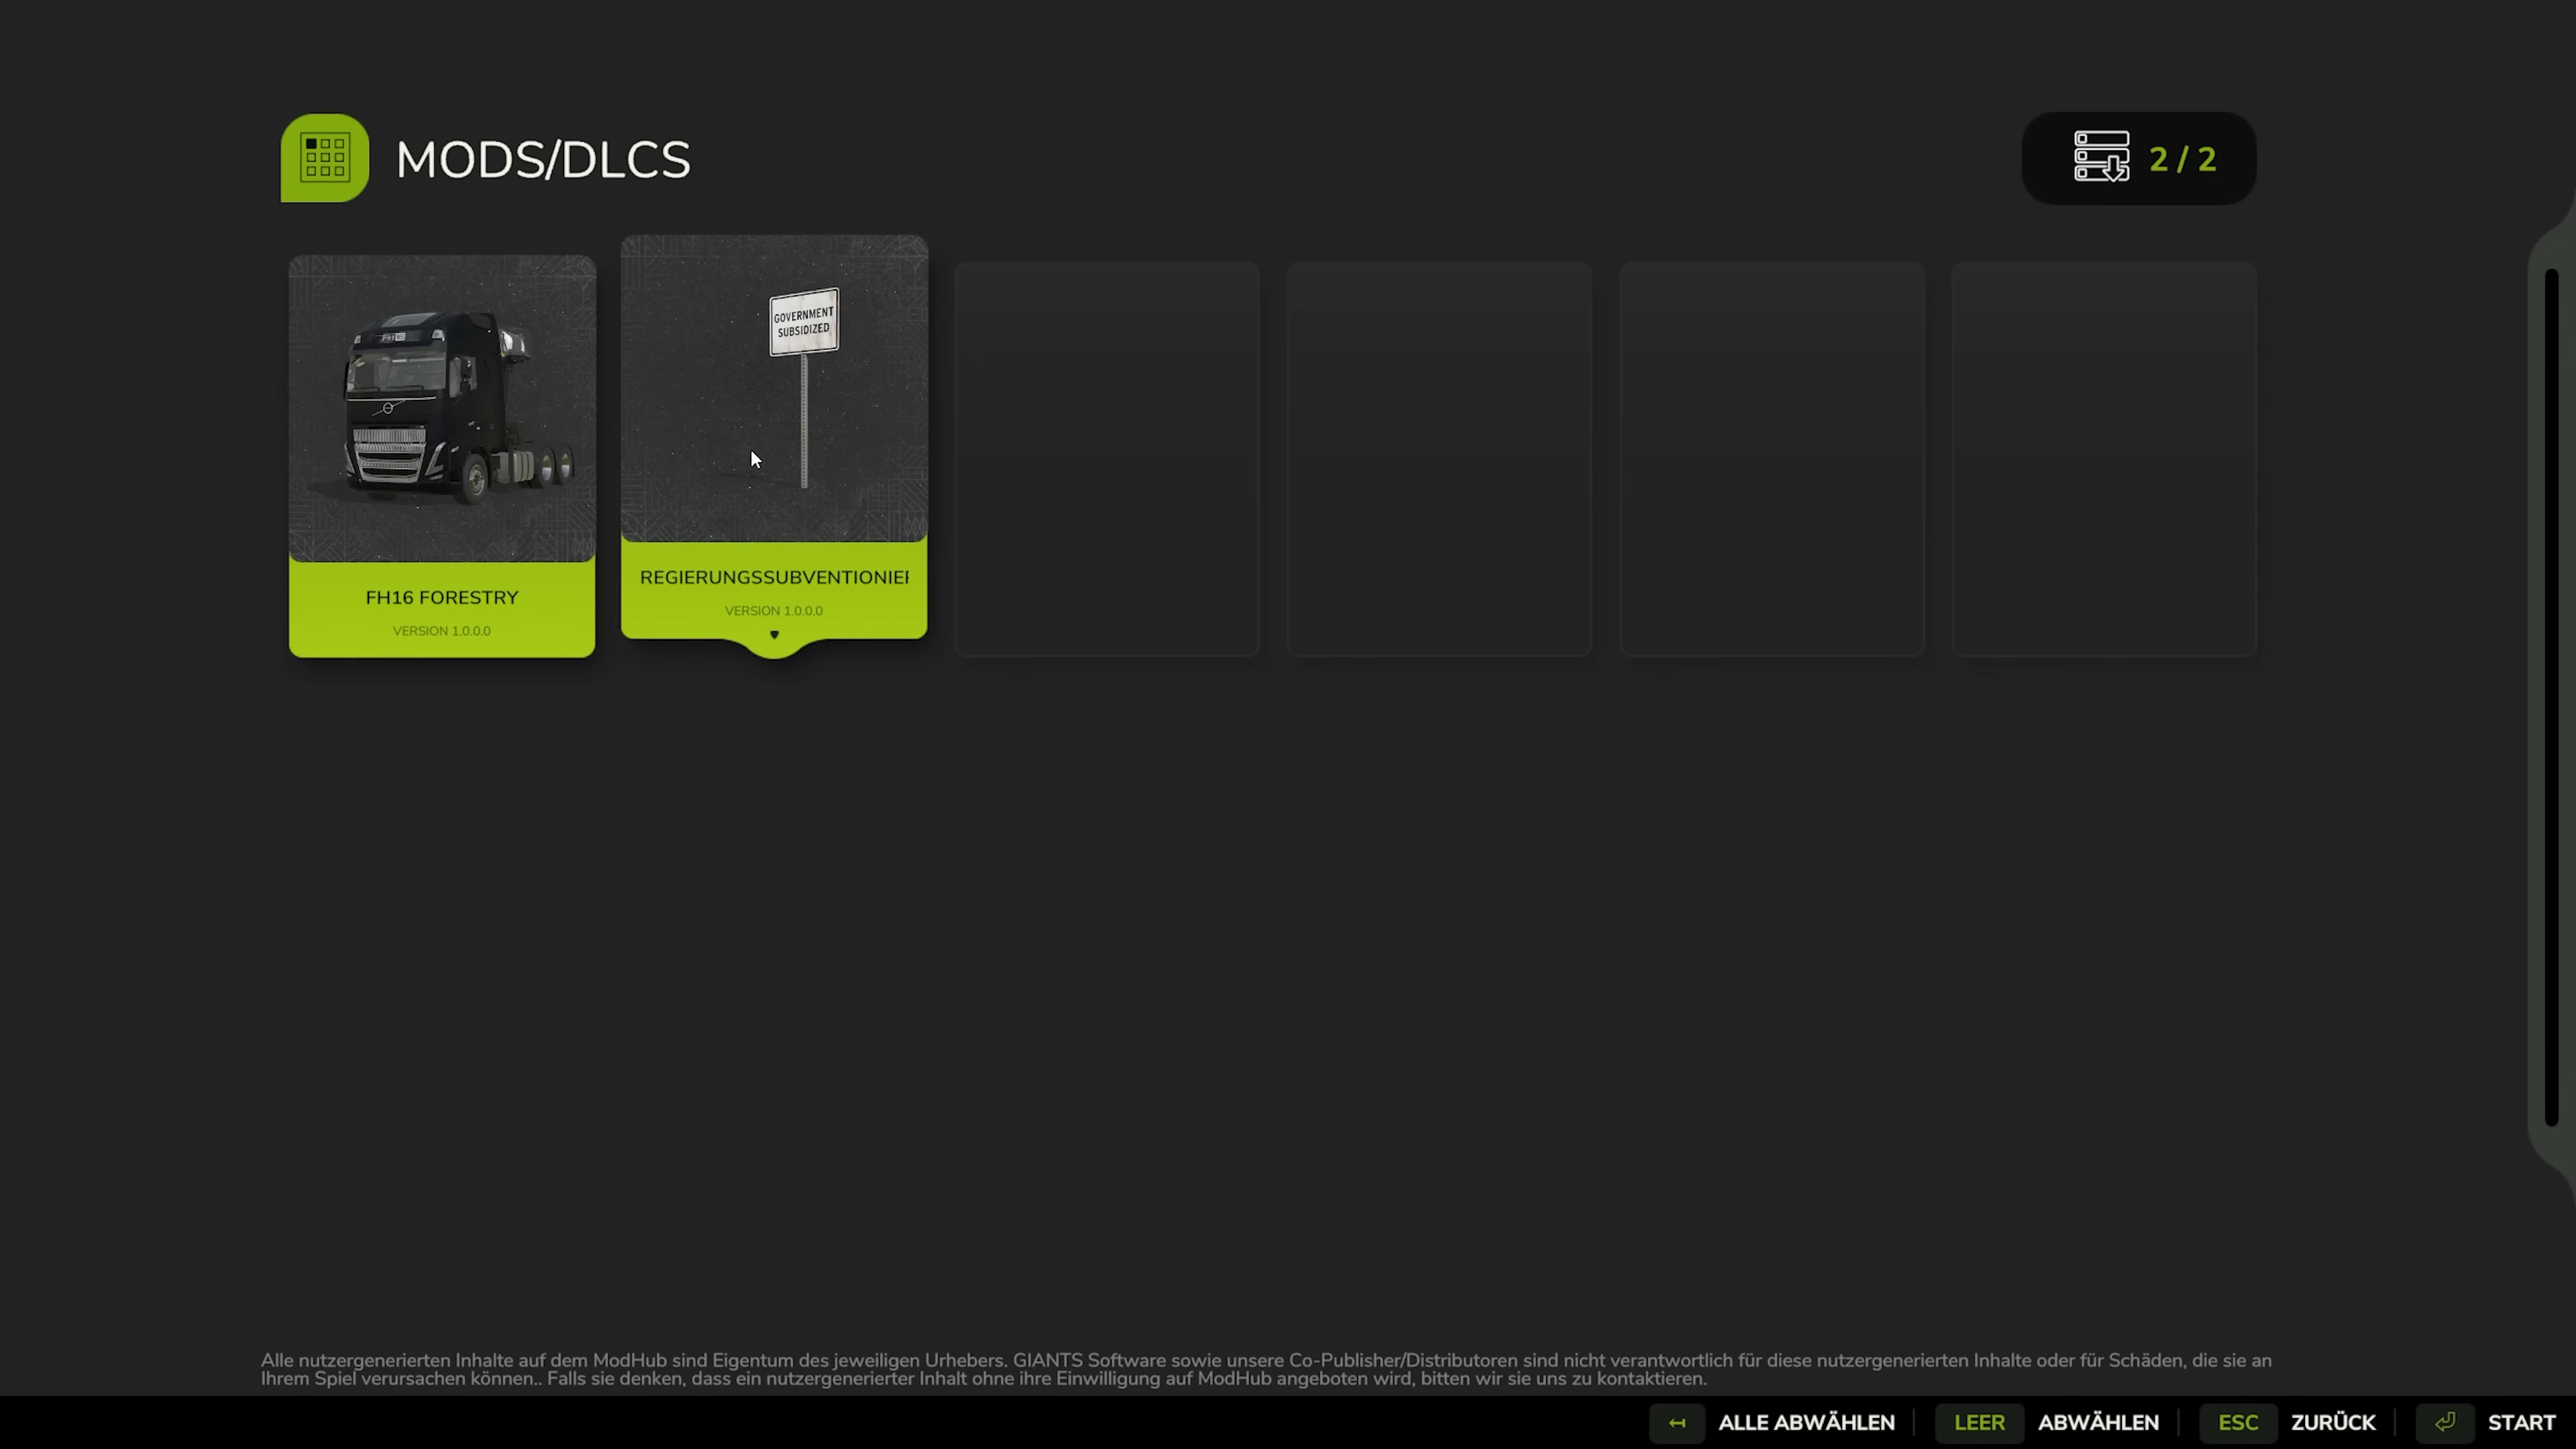 MODS/DLCS
2 / 2
GOVERNMENT
SUBSIDIZED
FH16 FORESTRY
VERSION 1.0.0.0
REGIERUNGSSUBVENTIONIER
VERSION 1.0.0.0
Alle nutzergenerierten Inhalte auf dem ModHub sind Eigentum des jeweiligen Urhebers. GIANTS Software sowie unsere Co-Publisher/Distributoren sind nicht verantwortlich für diese nutzergenerierten Inhalte oder für Schäden, die sie an
Ihrem Spiel verursachen können.. Falls sie denken, dass ein nutzergenerierter Inhalt ohne ihre Einwilligung auf ModHub angeboten wird, bitten wir sie uns zu kontaktieren.
ALLE ABWÄHLEN LEER ABWÄHLEN ESC ZURÜCK START